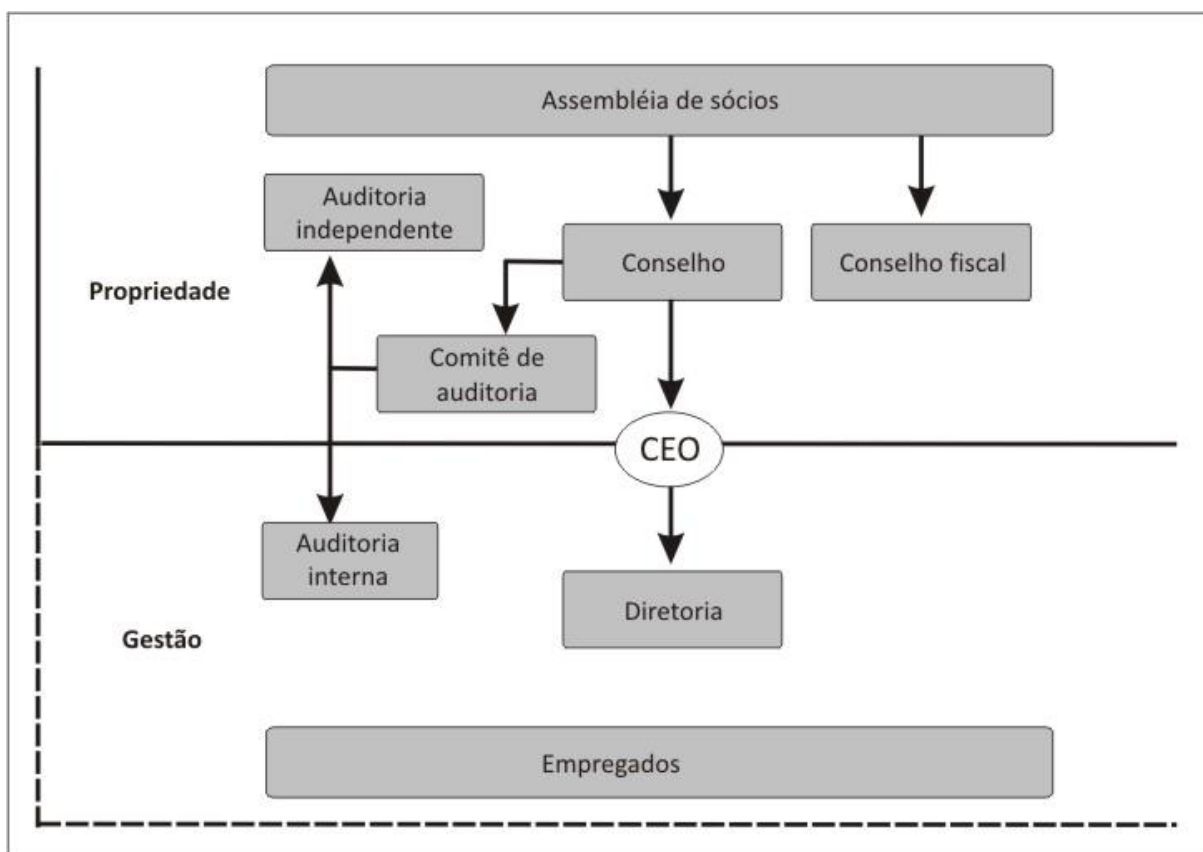 Assembléia de sócios
Auditoria
independente
Conselho
Conselho fiscal
Propriedade
Comitê de
auditoria
CEO
Auditoria
interna
Diretoria
Gestão
Empregados